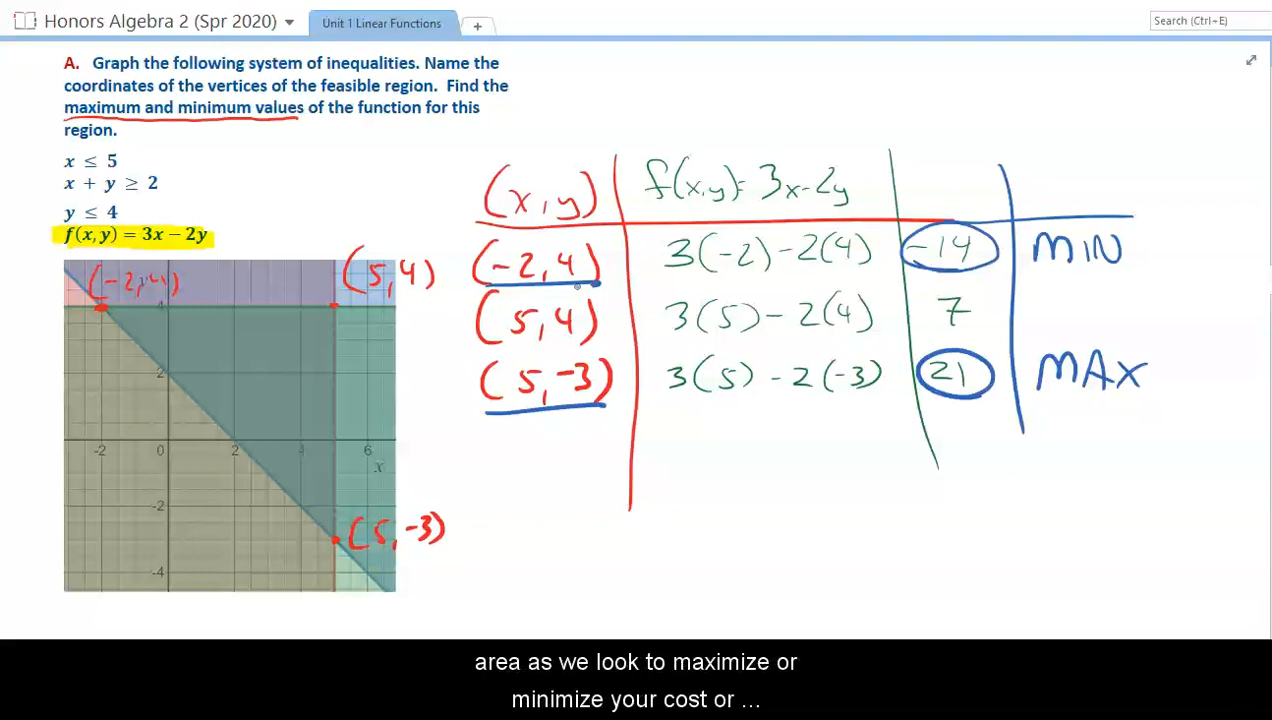 Honors Algebra 2 (Spr 2020)
Unit 1 Linear Functions
+
Search (Ctrl+E)
A. Graph the following system of inequalities. Name the
coordinates of the vertices of the feasible region. Find the
maximum and minimum values of the function for this
region.
x ≤ 5
x + y ≥ 2
y ≤ 4
f(x, y) = 3x − 2y
(x, y)
f(x,y) = 3x-2y
(-2, 4)
3(-2) - 2(4)
-14
MIN
(5, 4)
3(5) - 2(4)
7
(5, -3)
3(5) - 2(-3)
21
MAX
(-2, 4)
(5, 4)
4
2
-2
0
2
4
6
x
-2
(5, -3)
-4
area as we look to maximize or
minimize your cost or ...